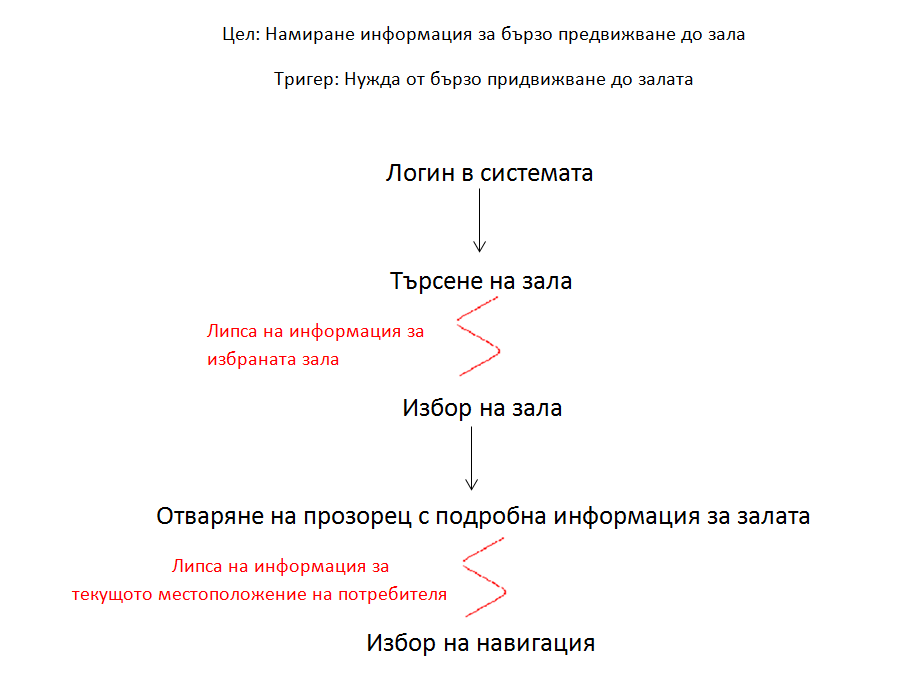 Цел: Намиране информация за бързо предвижване до зала
Тригер: Нужда от бързо придвижване до залата
Логин в системата
Търсене на зала
Липса на информация за
избраната зала
Избор на зала
Отваряне на прозорец с подробна информация за залата
Липса на информация за
текущото местоположение на потребителя
Избор на навигация